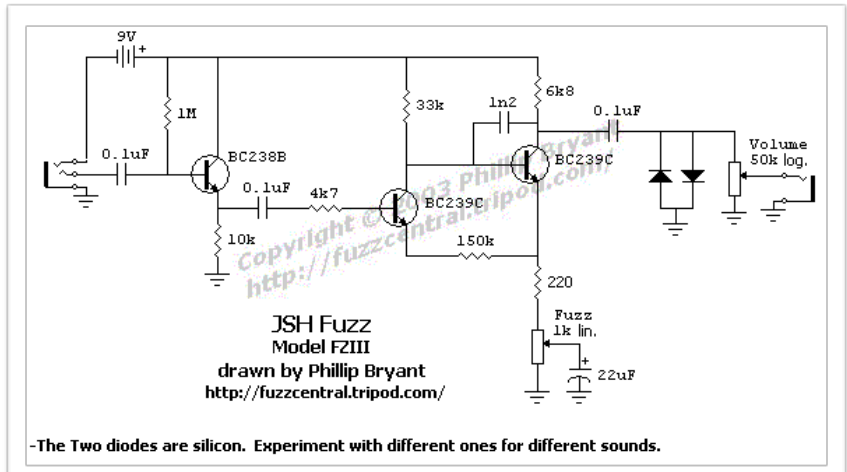 9V
+
1M
33k
1n2
6k8
0.1uF
Volume
50k log.
0.1uF
BC238B
BC239C
0.1uF
4k7
BC239C
10k
150k
220
Fuzz
1k lin.
+
22uF
Copyright © 2003 Phillip Bryant
http://fuzzcentral.tripod.com/
JSH Fuzz
Model FZIII
drawn by Phillip Bryant
http://fuzzcentral.tripod.com/
-The Two diodes are silicon. Experiment with different ones for different sounds.